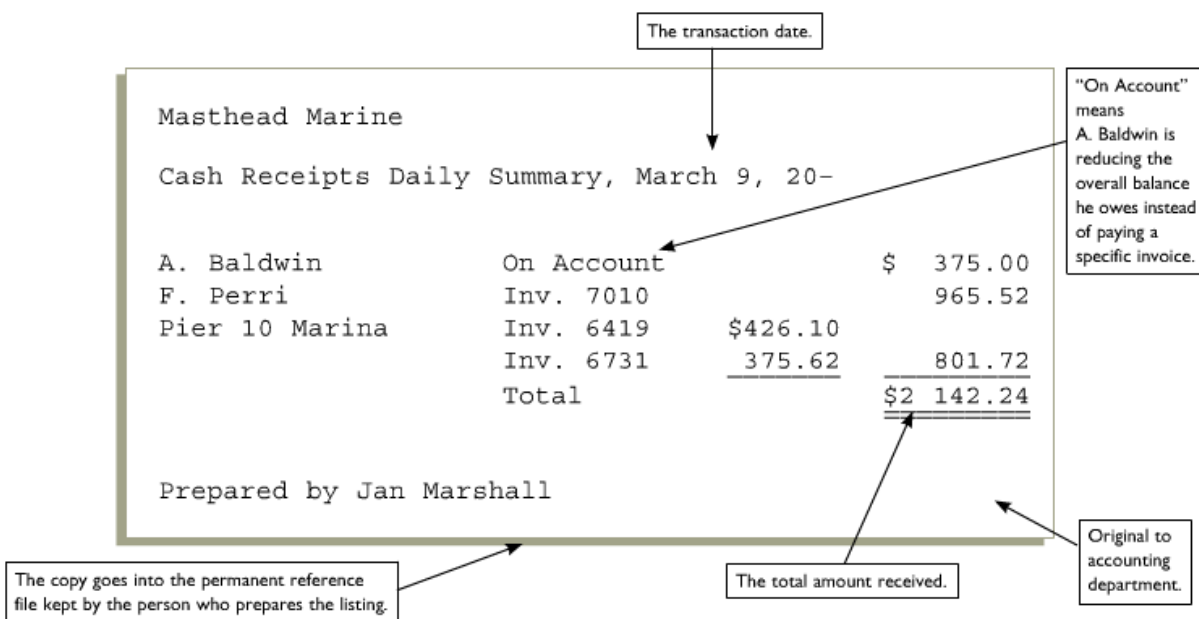 The transaction date.
Masthead Marine
Cash Receipts Daily Summary, March 9, 20–
"On Account"
means
A. Baldwin is
reducing the
overall balance
he owes instead
of paying a
specific invoice.
A. Baldwin On Account $ 375.00
F. Perri Inv. 7010 965.52
Pier 10 Marina Inv. 6419 $426.10
Inv. 6731 375.62 801.72
Total $2 142.24
Prepared by Jan Marshall
Original to
accounting
department.
The total amount received.
The copy goes into the permanent reference
file kept by the person who prepares the listing.